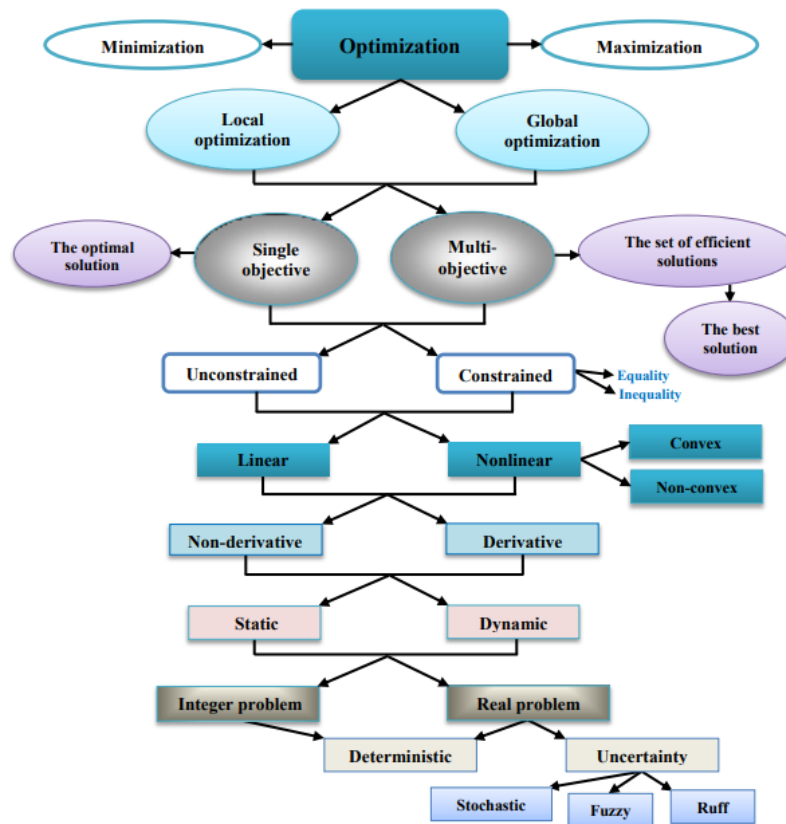 Minimization
Optimization
Maximization
Local
optimization
Global
optimization
The optimal
solution
Single
objective
Multi-
objective
The set of efficient
solutions
The best
solution
Unconstrained
Constrained
Equality
Inequality
Linear
Nonlinear
Convex
Non-convex
Non-derivative
Derivative
Static
Dynamic
Integer problem
Real problem
Deterministic
Uncertainty
Stochastic
Fuzzy
Ruff